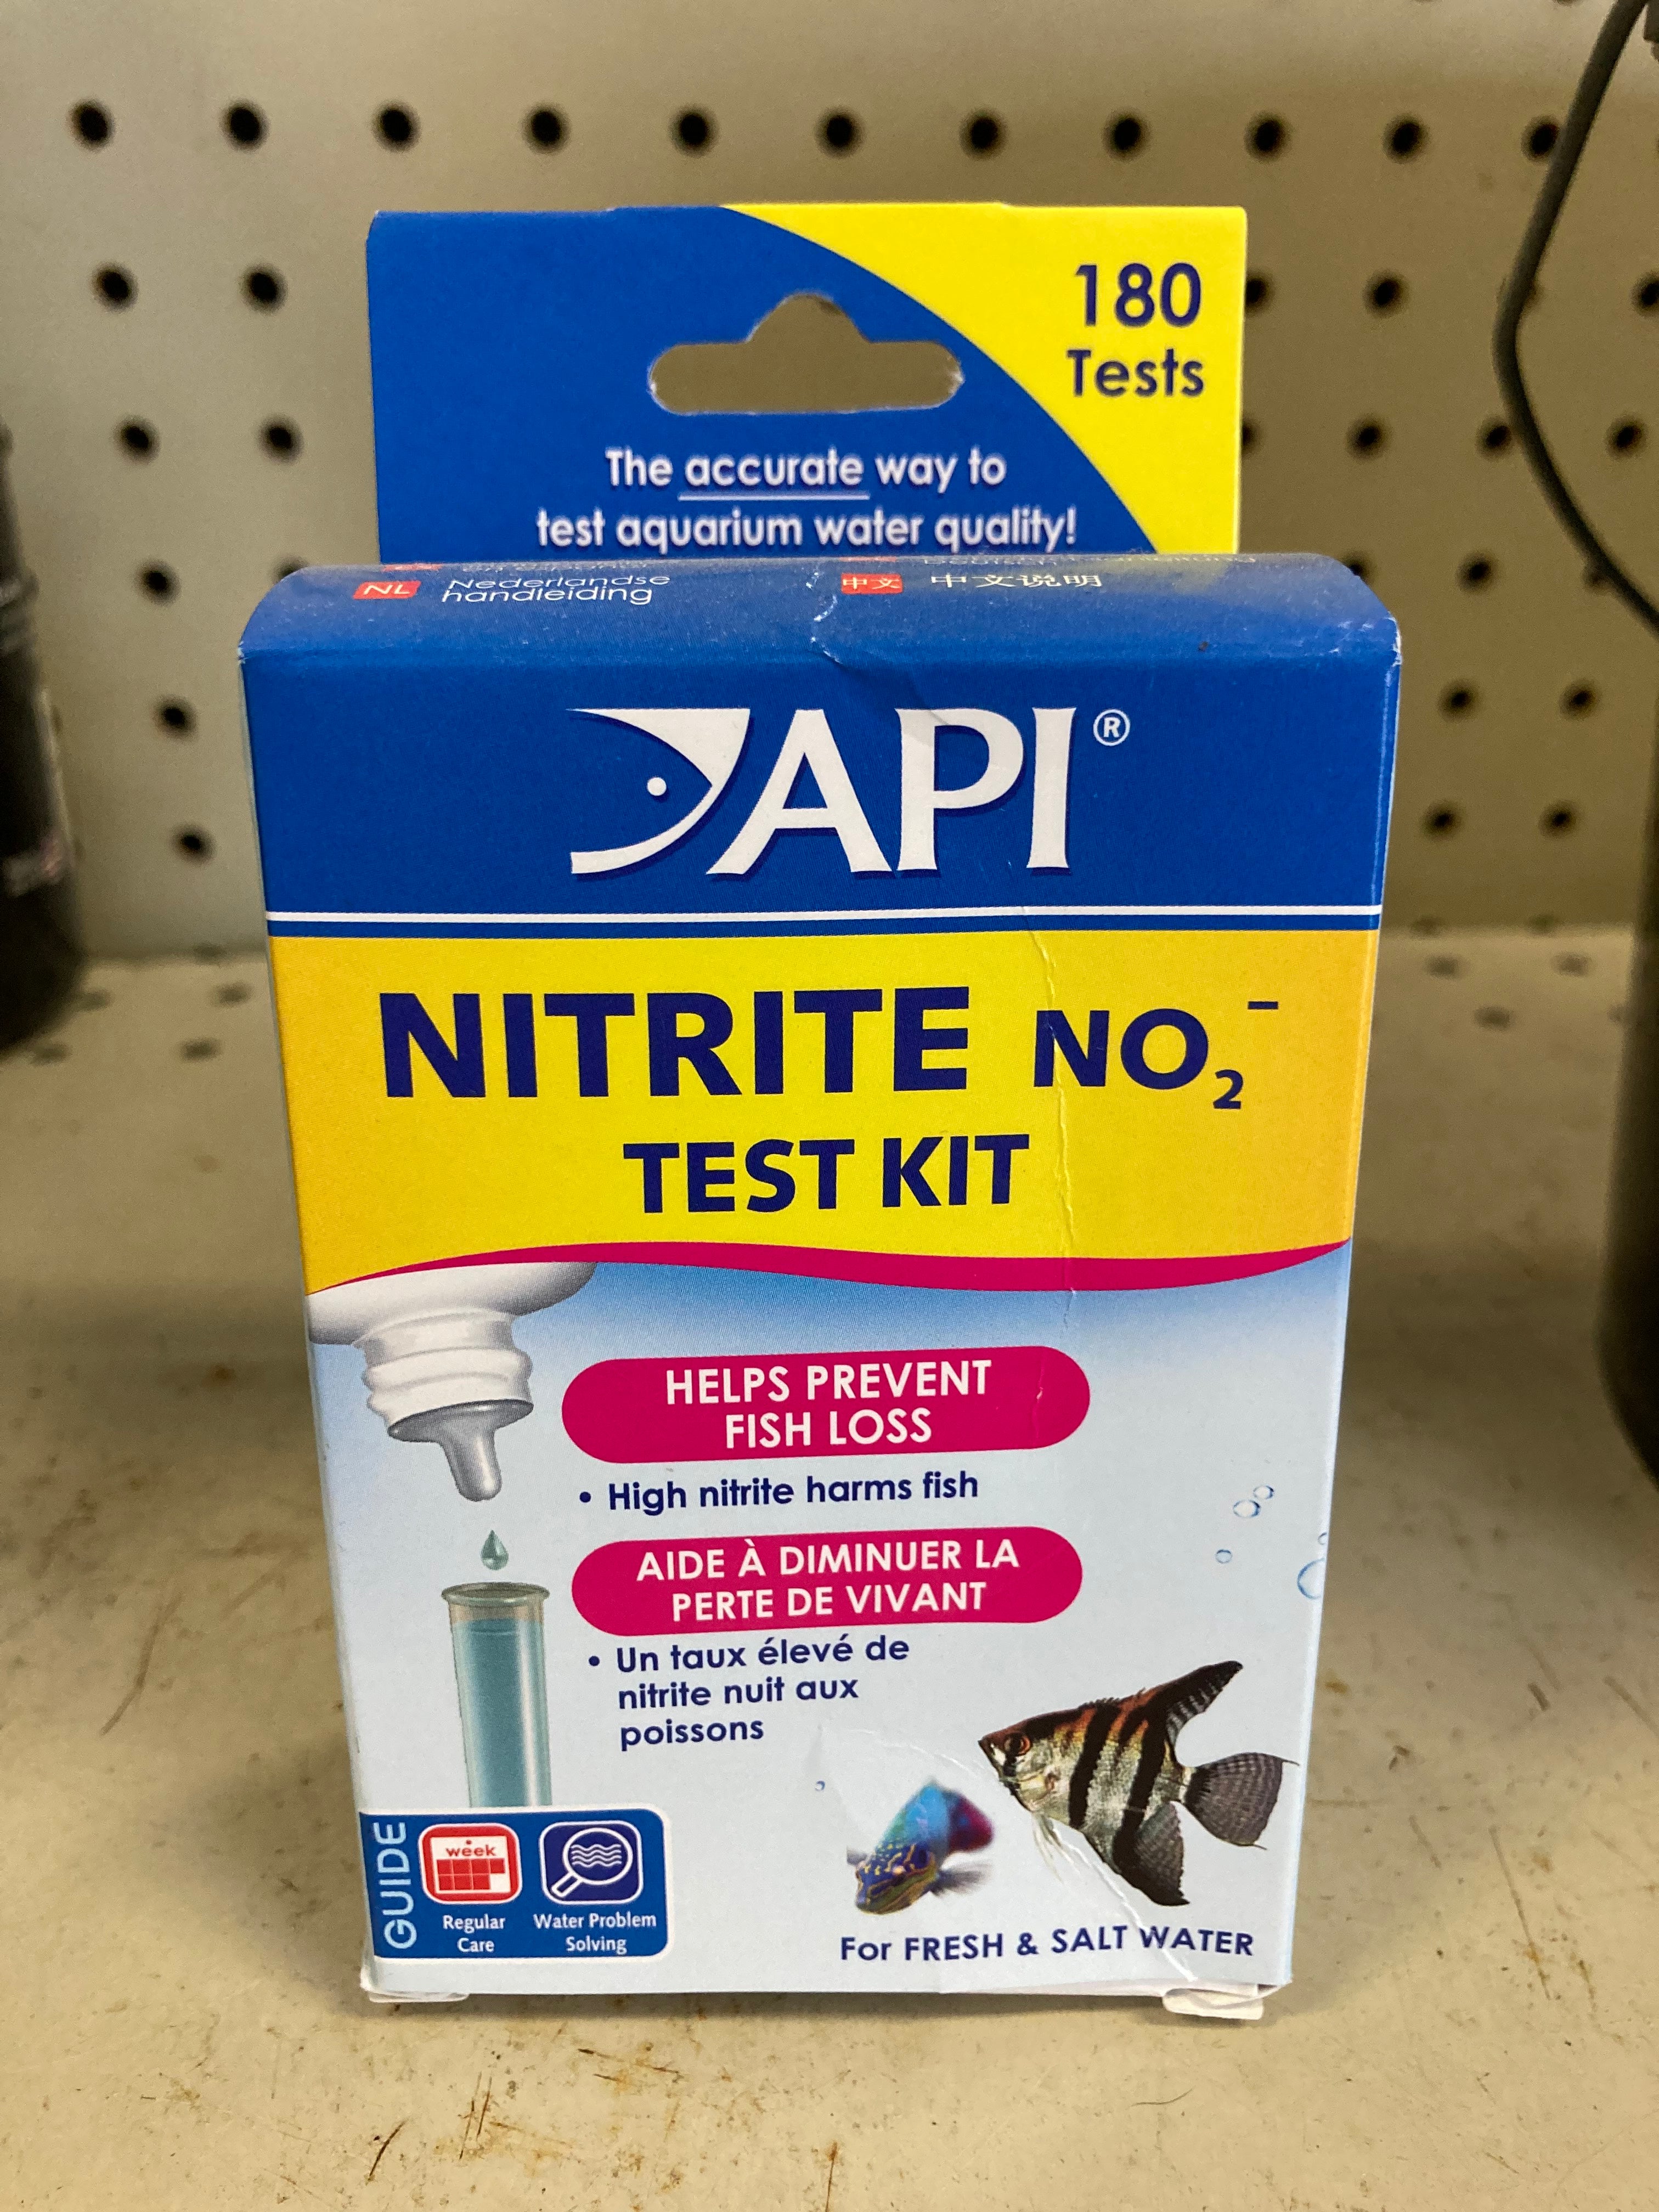 180
Tests
The accurate way to
test aquarium water quality!
NL Nederlandse
handleiding
中文 中文说明
API®
NITRITE NO₂⁻
TEST KIT
HELPS PREVENT
FISH LOSS
• High nitrite harms fish
AIDE À DIMINUER LA
PERTE DE VIVANT
• Un taux élevé de
nitrite nuit aux
poissons
GUIDE
week
Regular
Care
Water Problem
Solving
For FRESH & SALT WATER